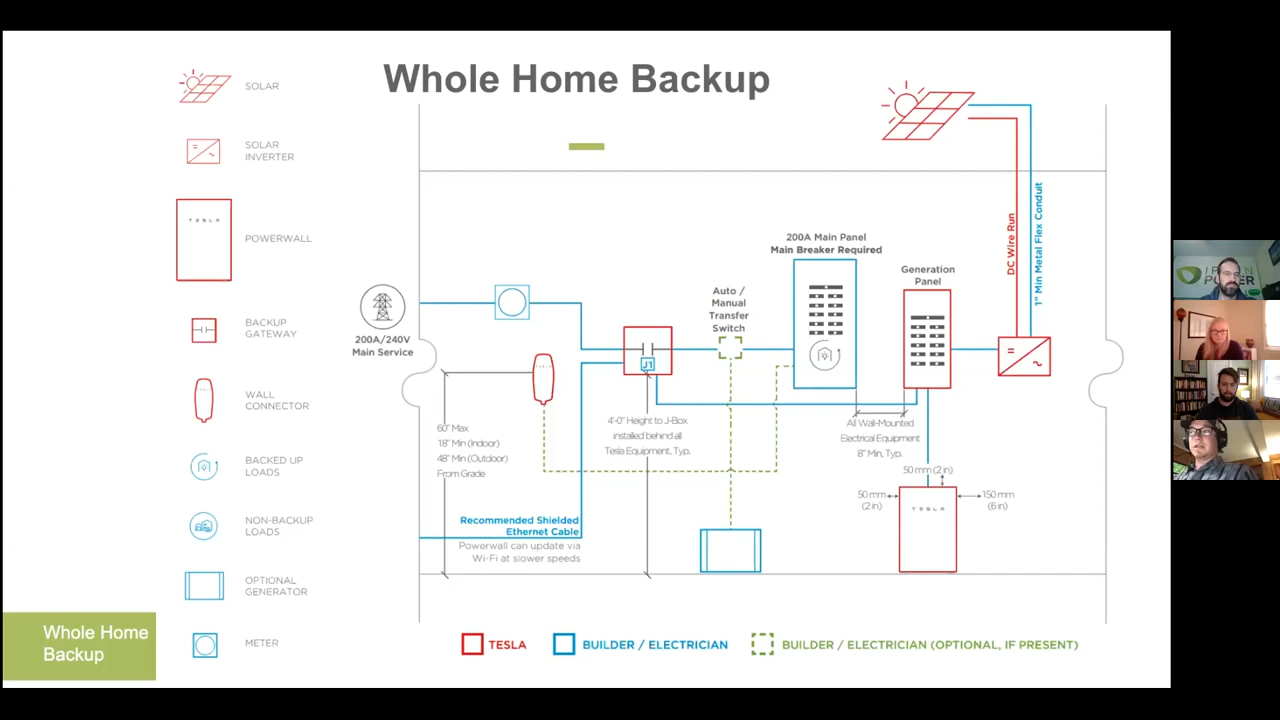 Whole Home Backup
SOLAR
SOLAR
INVERTER
TESLA
POWERWALL
BACKUP
GATEWAY
WALL
CONNECTOR
BACKED UP
LOADS
NON-BACKUP
LOADS
OPTIONAL
GENERATOR
METER
Whole Home
Backup
200A/240V
Main Service
60" Max
18" Min (Indoor)
48" Min (Outdoor)
From Grade
Recommended Shielded
Ethernet Cable
Powerwall can update via
Wi-Fi at slower speeds
J1
4'-0" Height to J-Box
installed behind all
Tesla Equipment, Typ.
Auto /
Manual
Transfer
Switch
200A Main Panel
Main Breaker Required
Generation
Panel
All Wall-Mounted
Electrical Equipment
8" Min, Typ.
DC Wire Run
1" Min Metal Flex Conduit
50 mm (2 in)
50 mm
(2 in)
150 mm
(6 in)
TESLA
TESLA
BUILDER / ELECTRICIAN
BUILDER / ELECTRICIAN (OPTIONAL, IF PRESENT)